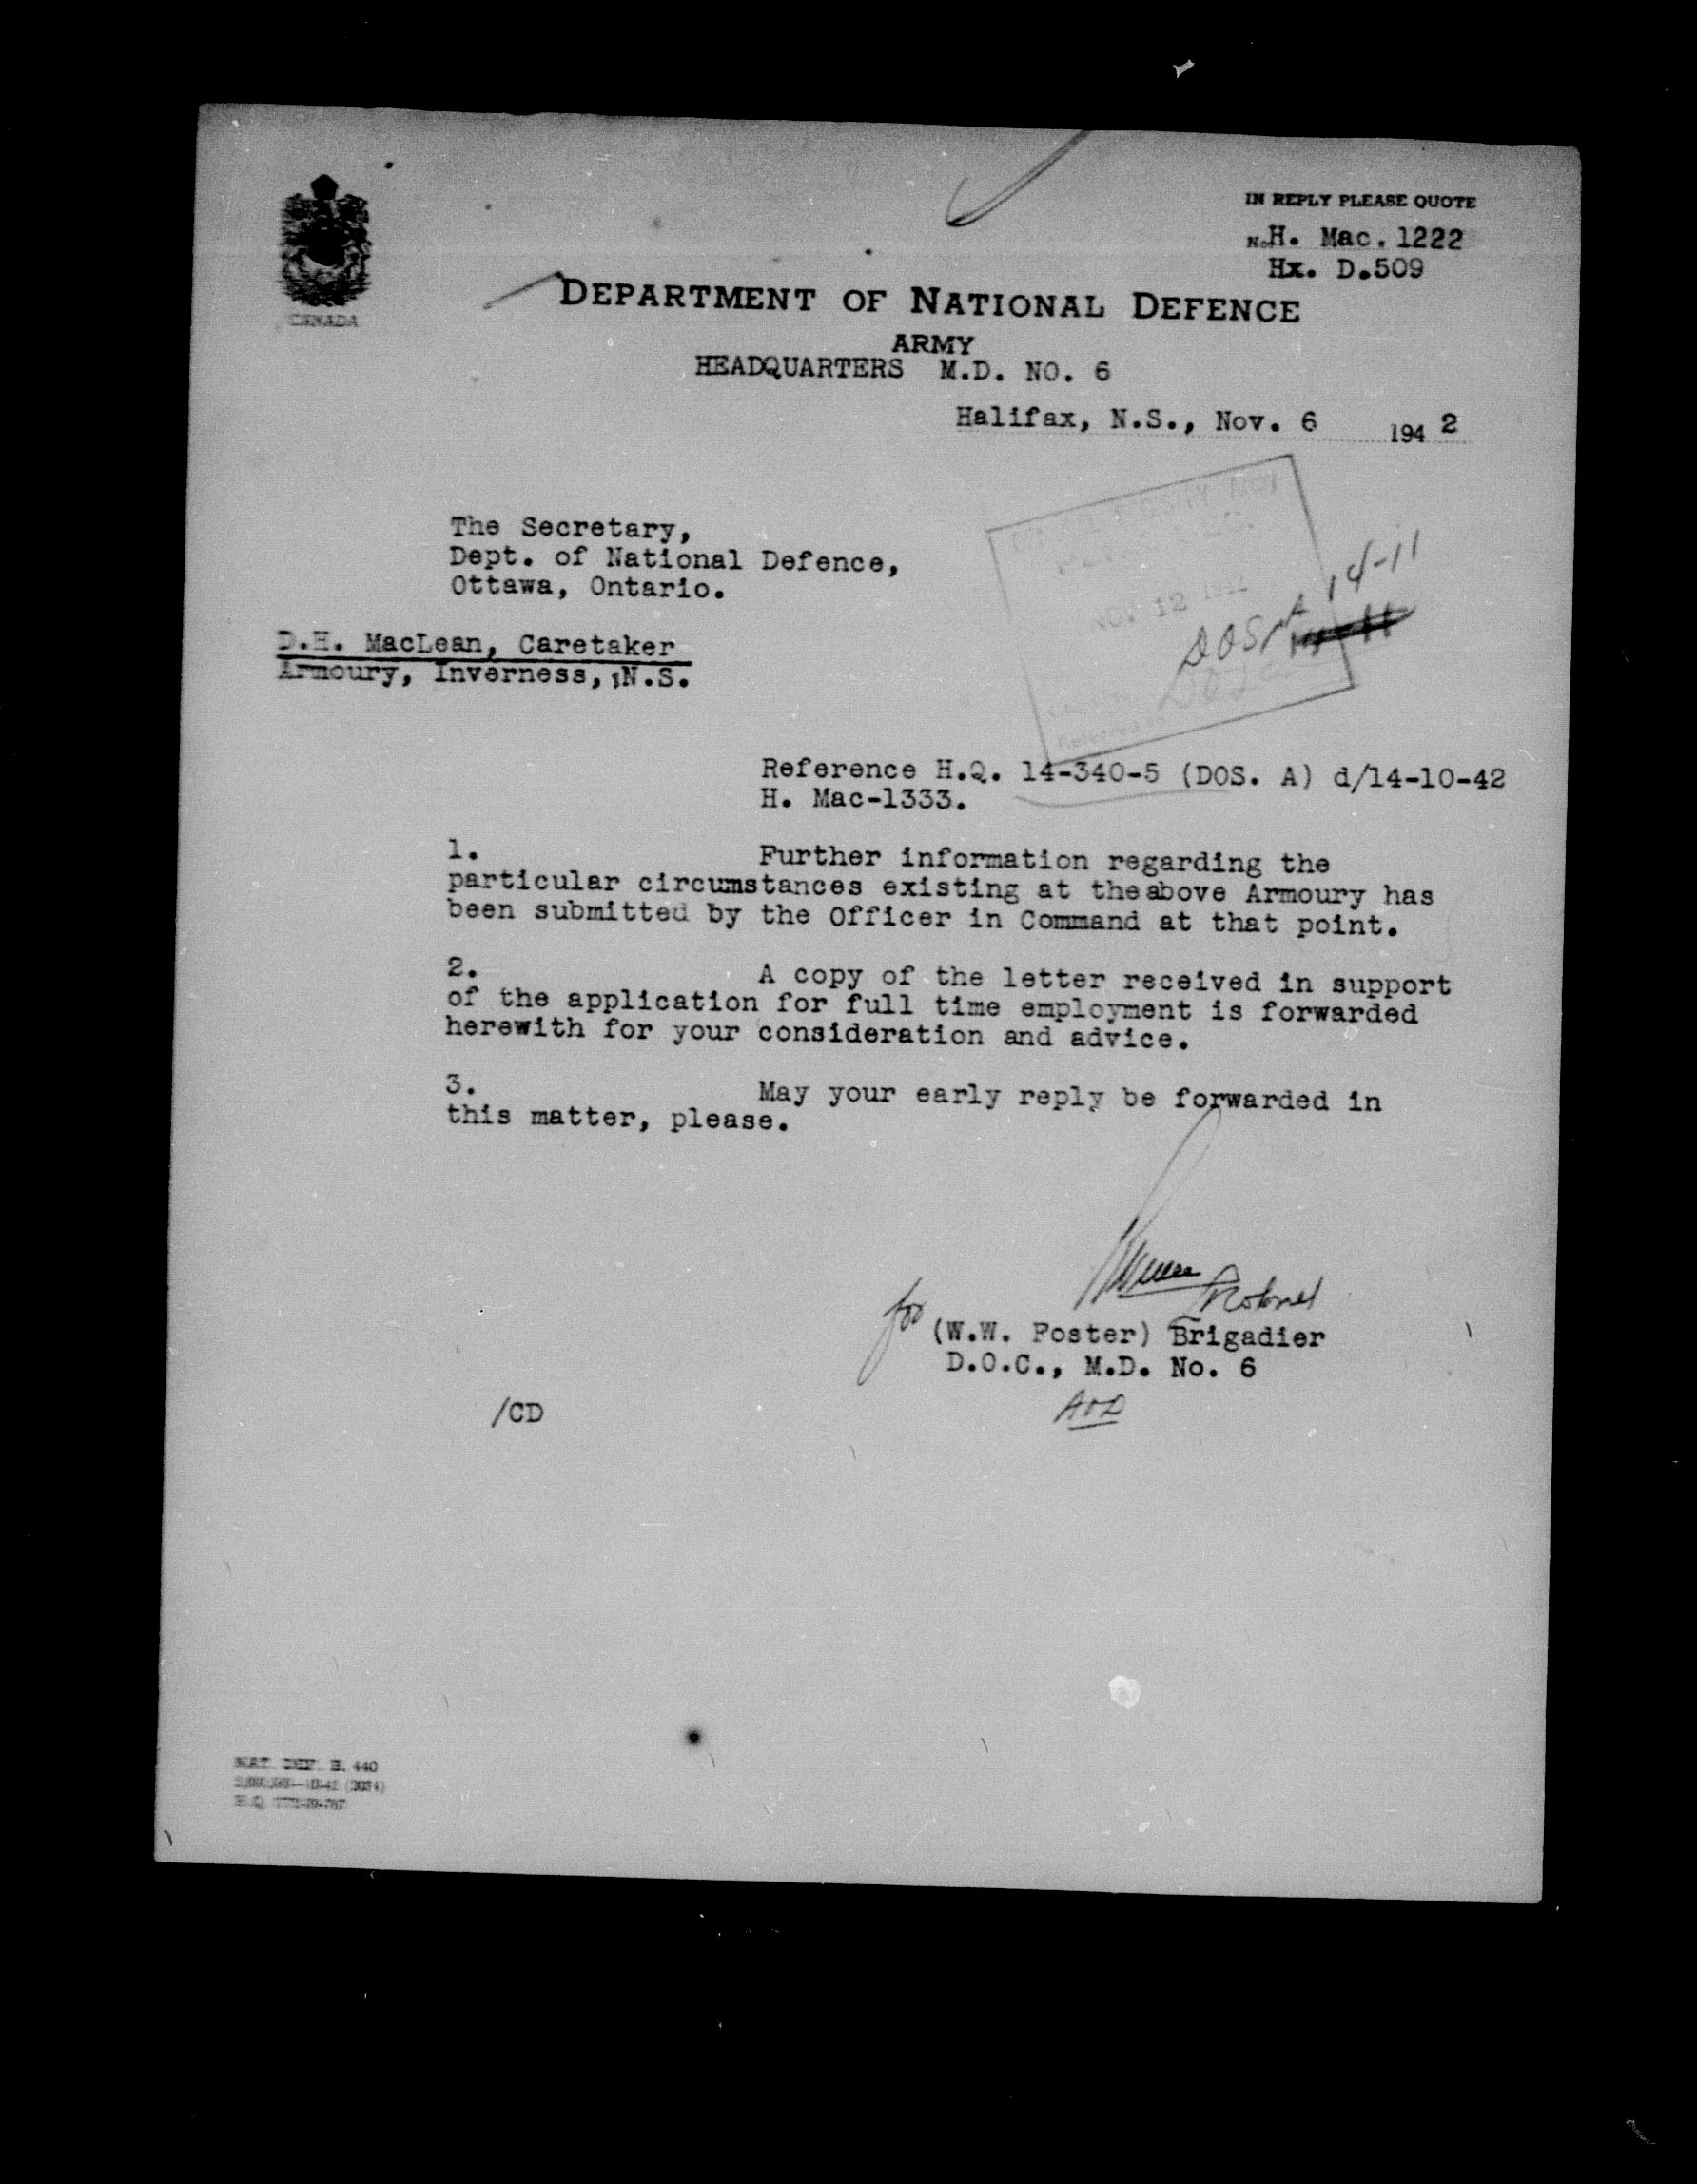 CANADA
IN REPLY PLEASE QUOTE
No. H. Mac. 1222
Hx. D.509
DEPARTMENT OF NATIONAL DEFENCE
ARMY
HEADQUARTERS M.D. NO. 6
Halifax, N.S., Nov. 6 1942
The Secretary,
Dept. of National Defence,
Ottawa, Ontario.
NOV 12 1942
14-11
DOS
D.H. MacLean, Caretaker
Armoury, Inverness, N.S.
Referred to
Reference H.Q. 14-340-5 (DOS. A) d/14-10-42
H. Mac-1333.
1. Further information regarding the
particular circumstances existing at theabove Armoury has
been submitted by the Officer in Command at that point.
2. A copy of the letter received in support
of the application for full time employment is forwarded
herewith for your consideration and advice.
3. May your early reply be forwarded in
this matter, please.
Colonel
for (W.W. Foster) Brigadier
D.O.C., M.D. No. 6
/CD
NAT. DEF. B. 440